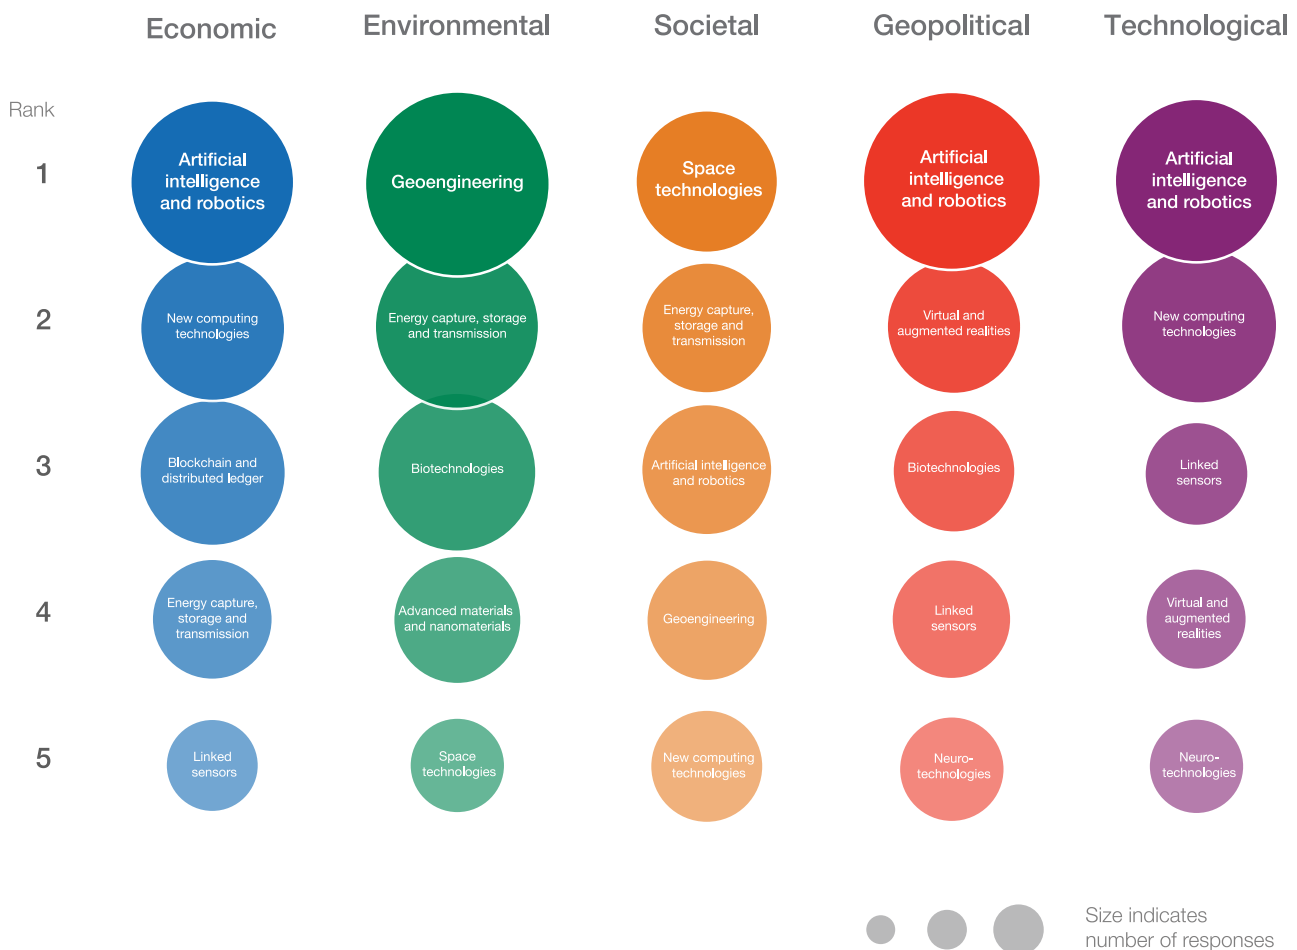 Economic
Environmental
Societal
Geopolitical
Technological
Rank
1
Artificial
intelligence
and robotics
Geoengineering
Space
technologies
Artificial
intelligence
and robotics
Artificial
intelligence
and robotics
2
New computing
technologies
Energy capture, storage
and transmission
Energy capture,
storage and
transmission
Virtual and
augmented realities
New computing
technologies
3
Blockchain and
distributed ledger
Biotechnologies
Artificial intelligence
and robotics
Biotechnologies
Linked
sensors
4
Energy capture,
storage and
transmission
Advanced materials
and nanomaterials
Geoengineering
Linked
sensors
Virtual and
augmented
realities
5
Linked
sensors
Space
technologies
New computing
technologies
Neuro-
technologies
Neuro-
technologies
Size indicates
number of responses